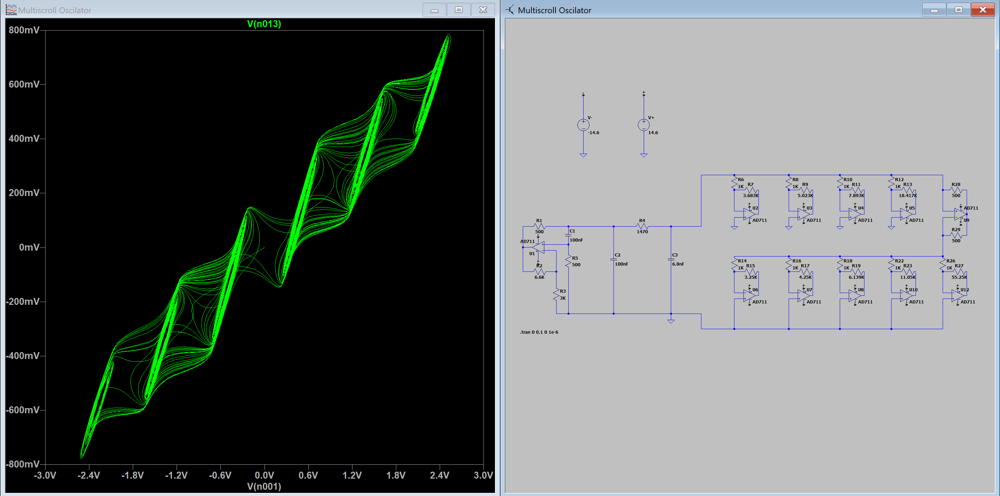 Multiscroll Oscilator
V(n013)
800mV
600mV
400mV
200mV
0mV
-200mV
-400mV
-600mV
-800mV
-3.0V -2.4V -1.8V -1.2V -0.6V 0.0V 0.6V 1.2V 1.8V 2.4V 3.0V
V(n001)
Multiscroll Oscilator
V- V+
V-
-14.6
V+
14.6
R6
1K
R7
3.683K
U2
AD711
R8
1K
R9
5.023K
U3
AD711
R10
1K
R11
7.893K
U4
AD711
R12
1K
R13
18.417K
U5
AD711
R28
500
AD711
U9
R29
500
R1
500
C1
100nF
AD711
U1
R2
6.6K
R3
3K
R5
500
C2
100nF
R4
1470
C3
6.8nF
R14
1K
R15
3.25K
U6
AD711
R16
1K
R17
4.25K
U7
AD711
R18
1K
R19
6.139K
U8
AD711
R22
1K
R23
11.05K
U10
AD711
R26
1K
R27
55.25K
U12
AD711
.tran 0 0.1 0 1e-6